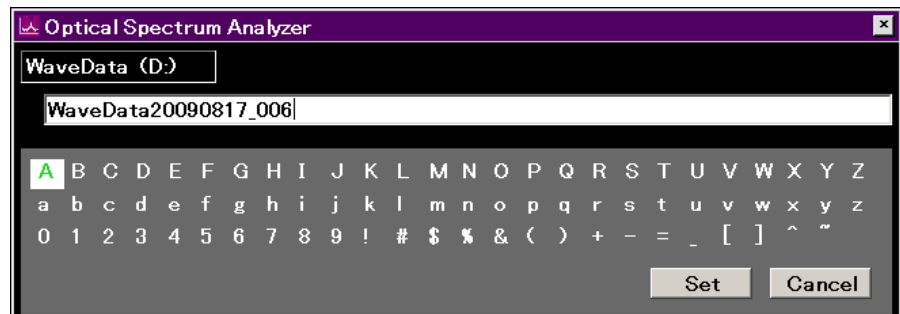 Optical Spectrum Analyzer
WaveData (D:)
WaveData20090817_006
A B C D E F G H I J K L M N O P Q R S T U V W X Y Z
a b c d e f g h i j k l m n o p q r s t u v w x y z
0 1 2 3 4 5 6 7 8 9 ! # $ % & ( ) + - = _ [ ] ^ ~
Set Cancel